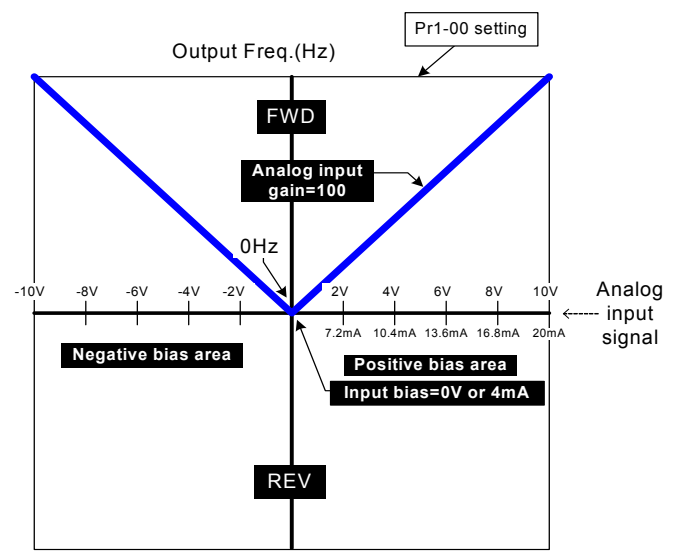 Pr1-00 setting
Output Freq.(Hz)
FWD
Analog input
gain=100
0Hz
-10V -8V -6V -4V -2V 2V 4V 6V 8V 10V
Analog
input
signal
7.2mA 10.4mA 13.6mA 16.8mA 20mA
Negative bias area
Positive bias area
Input bias=0V or 4mA
REV